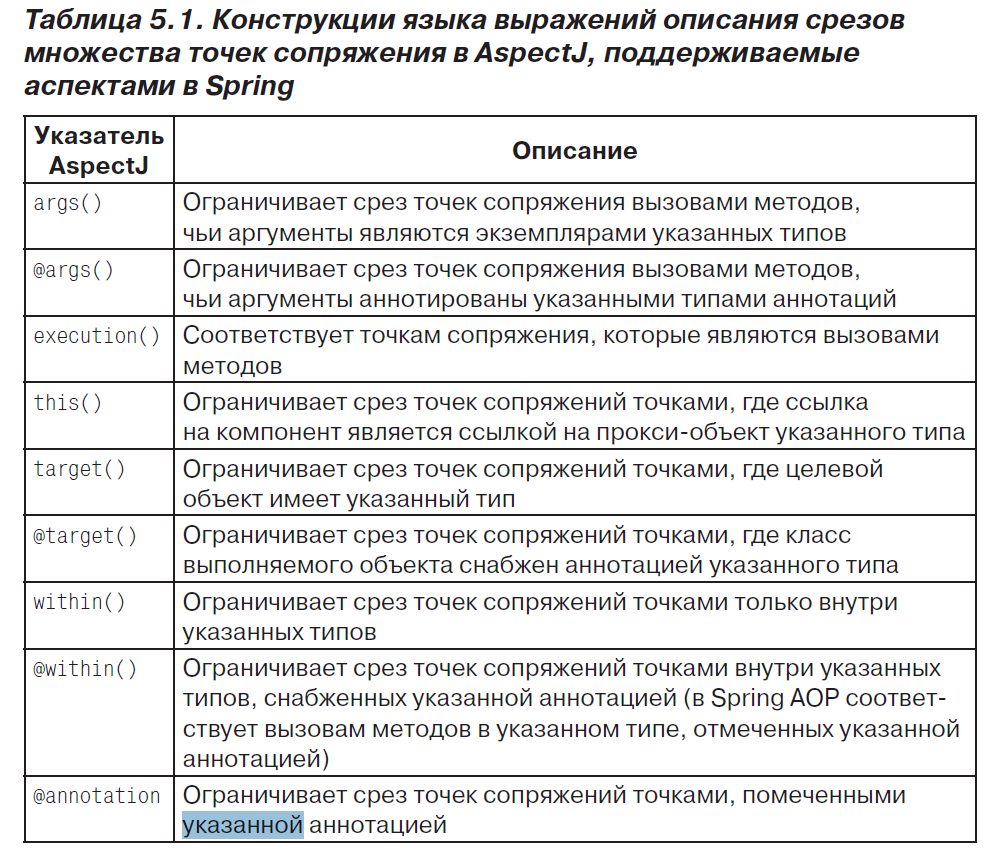 Таблица 5.1. Конструкции языка выражений описания срезов
множества точек сопряжения в AspectJ, поддерживаемые
аспектами в Spring
Указатель
AspectJ
Описание
args()
Ограничивает срез точек сопряжения вызовами методов,
чьи аргументы являются экземплярами указанных типов
@args()
Ограничивает срез точек сопряжения вызовами методов,
чьи аргументы аннотированы указанными типами аннотаций
execution()
Соответствует точкам сопряжения, которые являются вызовами
методов
this()
Ограничивает срез точек сопряжений точками, где ссылка
на компонент является ссылкой на прокси-объект указанного типа
target()
Ограничивает срез точек сопряжений точками, где целевой
объект имеет указанный тип
@target()
Ограничивает срез точек сопряжений точками, где класс
выполняемого объекта снабжен аннотацией указанного типа
within()
Ограничивает срез точек сопряжений точками только внутри
указанных типов
@within()
Ограничивает срез точек сопряжений точками внутри указанных
типов, снабженных указанной аннотацией (в Spring AOP соответ-
ствует вызовам методов в указанном типе, отмеченных указанной
аннотацией)
@annotation
Ограничивает срез точек сопряжений точками, помеченными
указанной аннотацией